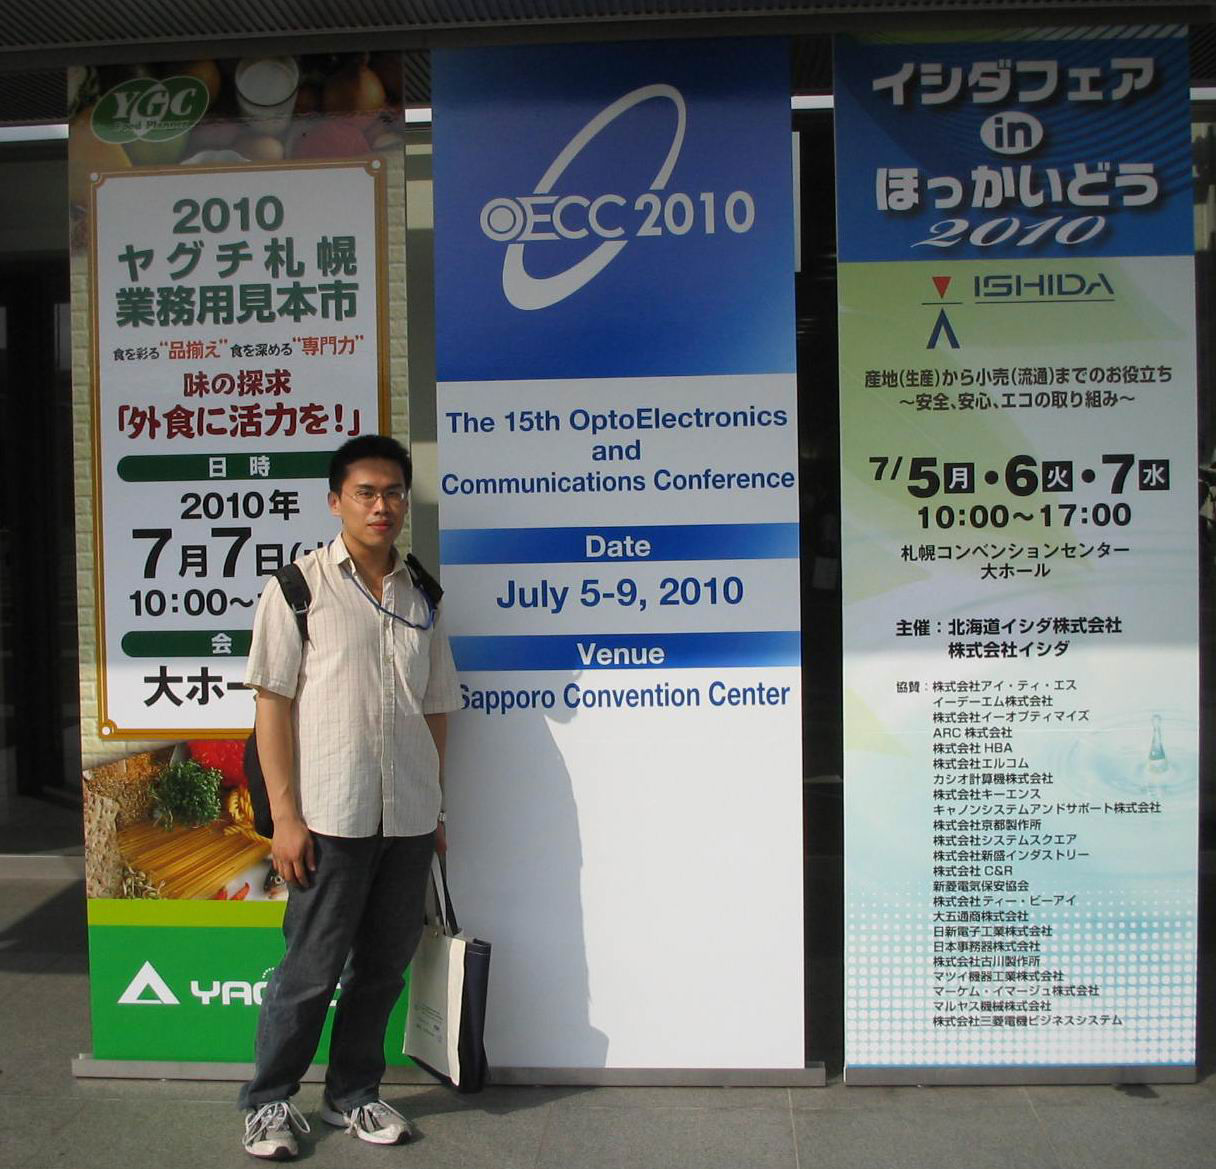 YGC
Food Planner
2010
ヤグチ札幌
業務用見本市
食を彩る"品揃え"食を深める"専門力"
味の探求
「外食に活力を!」
日 時
2010年
7月7日(
10:00～
会
大ホー
OECC 2010
The 15th OptoElectronics
and
Communications Conference
Date
July 5-9, 2010
Venue
Sapporo Convention Center
イシダフェア
in
ほっかいどう
2010
ISHIDA
産地(生産)から小売(流通)までのお役立ち
～安全、安心、エコの取り組み～
7/5月・6火・7水
10:00～17:00
札幌コンベンションセンター
大ホール
主催：北海道イシダ株式会社
株式会社イシダ
協賛：株式会社アイ・ティ・エス
イーデーエム株式会社
株式会社イーオプティマイズ
ARC 株式会社
株式会社 HBA
株式会社エルコム
カシオ計算機株式会社
株式会社キーエンス
キャノンシステムアンドサポート株式会社
株式会社京都製作所
株式会社システムスクエア
株式会社新盛インダストリー
株式会社 C&R
新菱電気保安協会
株式会社ティー・ビーアイ
大五通商株式会社
日新電子工業株式会社
日本事務器株式会社
株式会社古川製作所
マツイ機器工業株式会社
マーケム・イマージュ株式会社
マルヤス機械株式会社
株式会社三菱電機ビジネスシステム